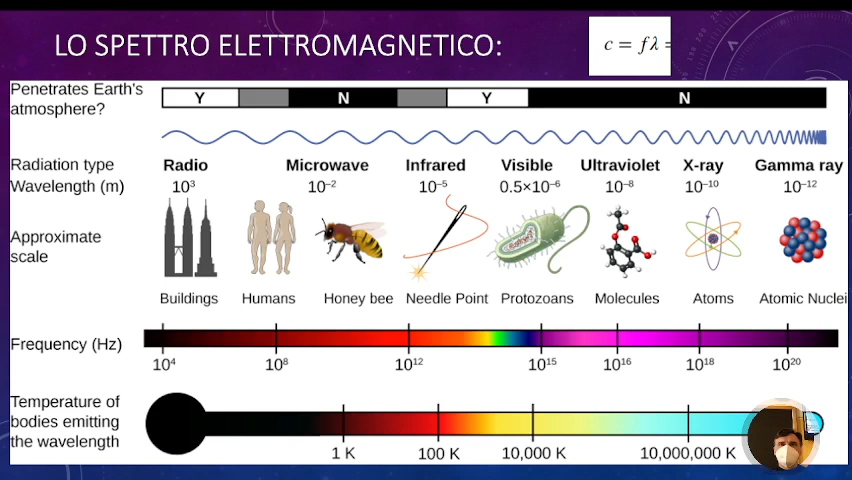 LO SPETTRO ELETTROMAGNETICO:
c = fλ =
Penetrates Earth's
atmosphere?
Y N Y N
Radiation type Radio Microwave Infrared Visible Ultraviolet X-ray Gamma ray
Wavelength (m) 10³ 10⁻² 10⁻⁵ 0.5×10⁻⁶ 10⁻⁸ 10⁻¹⁰ 10⁻¹²
Approximate
scale
Buildings Humans Honey bee Needle Point Protozoans Molecules Atoms Atomic Nuclei
Frequency (Hz)
10⁴ 10⁸ 10¹² 10¹⁵ 10¹⁶ 10¹⁸ 10²⁰
Temperature of
bodies emitting
the wavelength
1 K 100 K 10,000 K 10,000,000 K